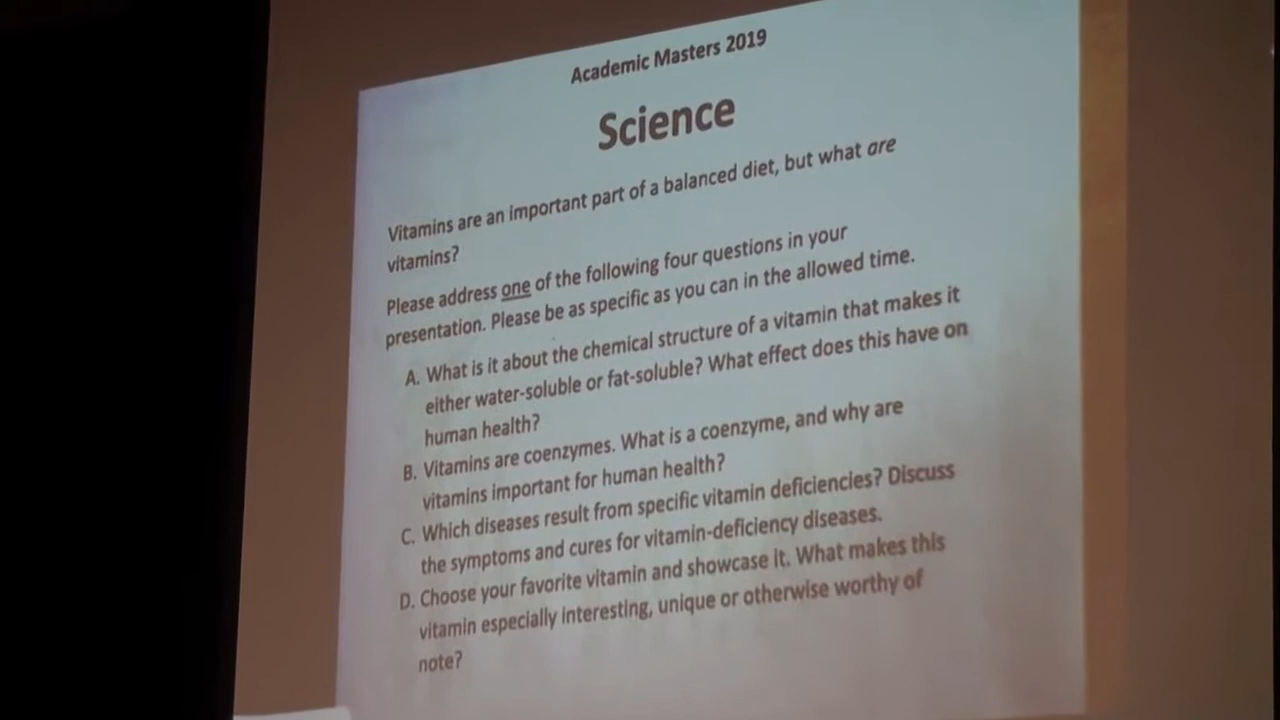 Academic Masters 2019
Science
Vitamins are an important part of a balanced diet, but what are
vitamins?
Please address one of the following four questions in your
presentation. Please be as specific as you can in the allowed time.
A. What is it about the chemical structure of a vitamin that makes it
either water-soluble or fat-soluble? What effect does this have on
human health?
B. Vitamins are coenzymes. What is a coenzyme, and why are
vitamins important for human health?
C. Which diseases result from specific vitamin deficiencies? Discuss
the symptoms and cures for vitamin-deficiency diseases.
D. Choose your favorite vitamin and showcase it. What makes this
vitamin especially interesting, unique or otherwise worthy of
note?